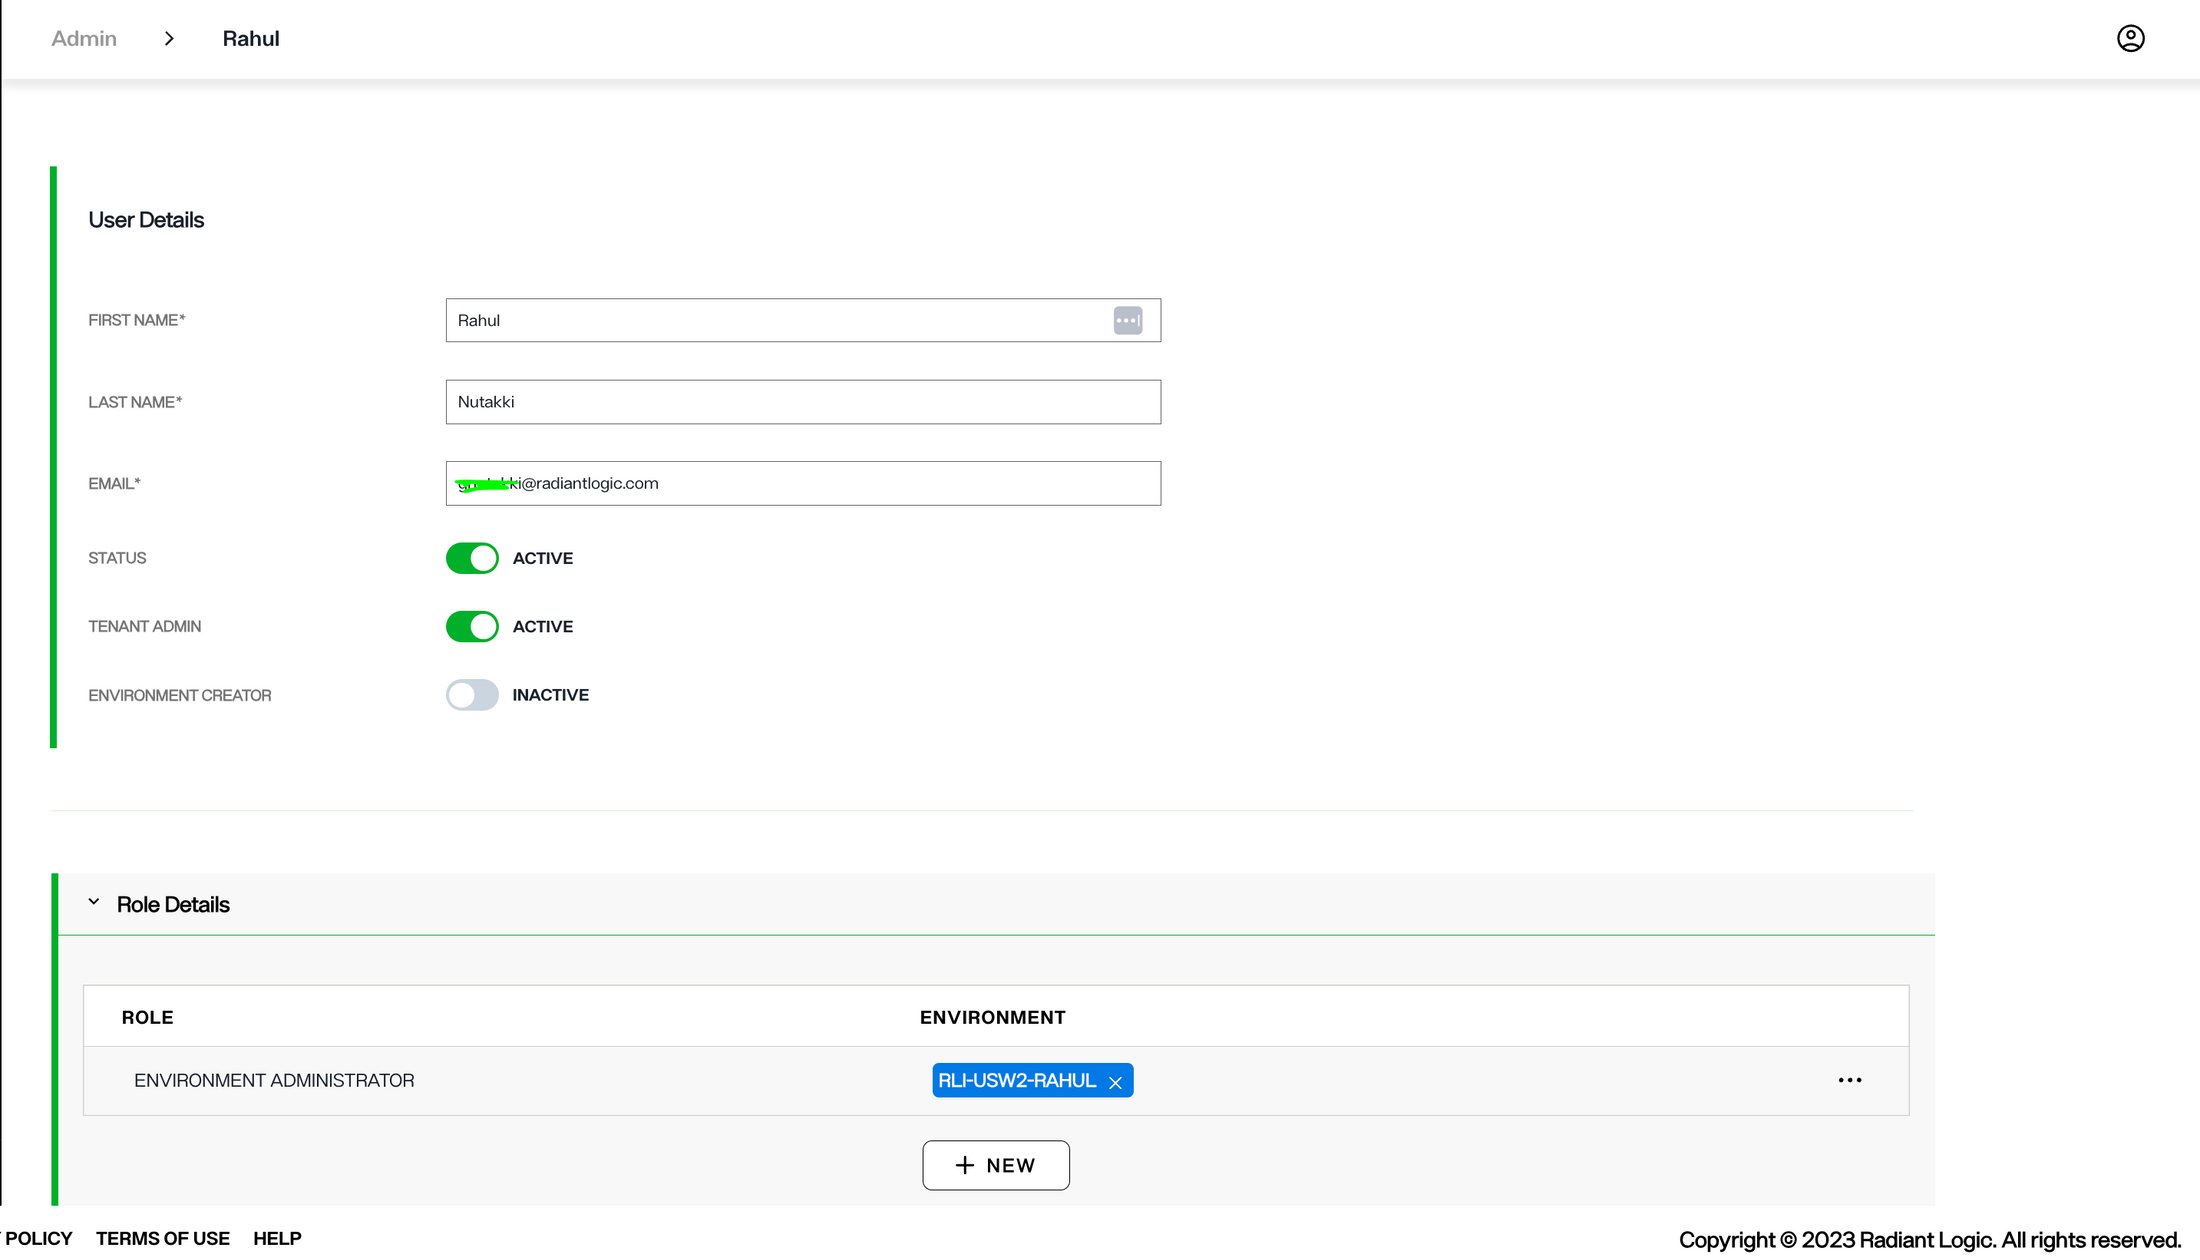 Admin > Rahul
User Details
FIRST NAME* Rahul
LAST NAME* Nutakki
EMAIL* ki@radiantlogic.com
STATUS ACTIVE
TENANT ADMIN ACTIVE
ENVIRONMENT CREATOR INACTIVE
Role Details
ROLE ENVIRONMENT
ENVIRONMENT ADMINISTRATOR RLI-USW2-RAHUL
+ NEW
POLICY TERMS OF USE HELP Copyright © 2023 Radiant Logic. All rights reserved.